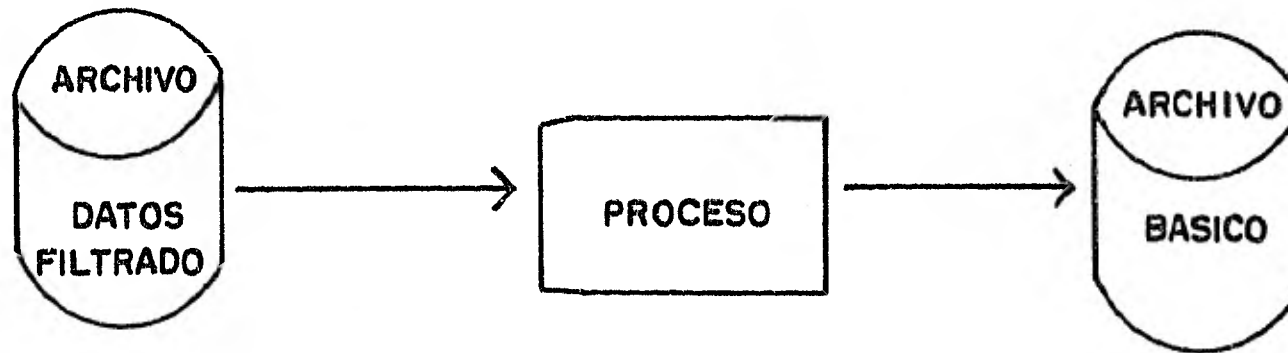 ARCHIVO
DATOS
FILTRADO
PROCESO
ARCHIVO
BASICO